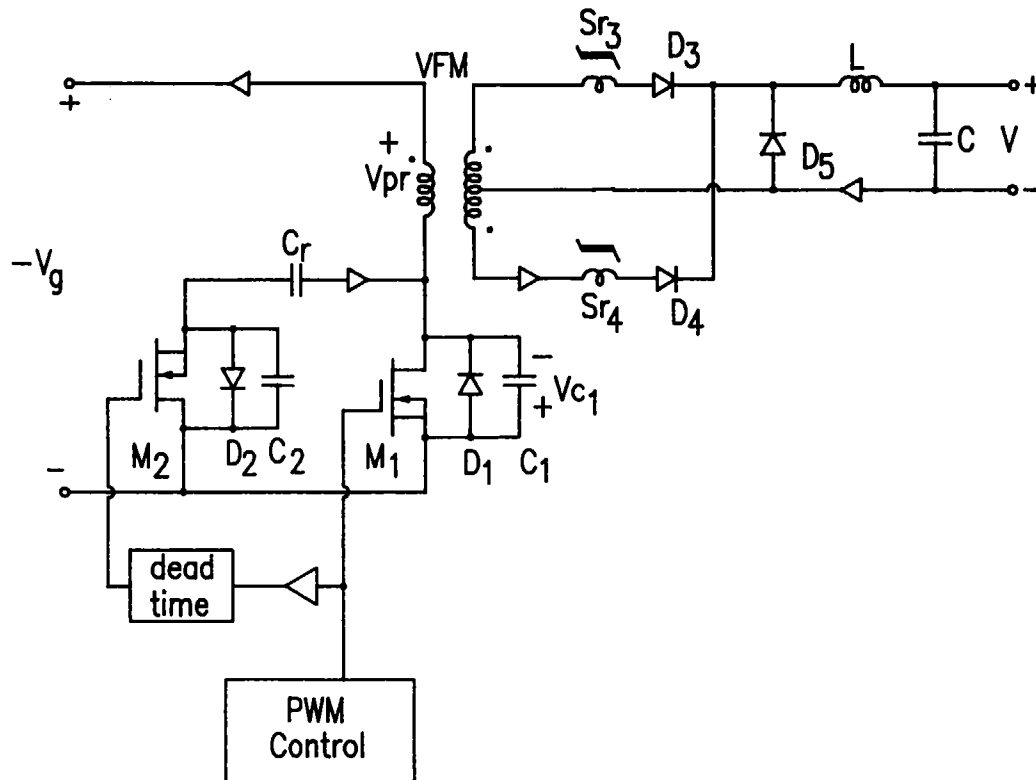 Sr3
D3
VFM
L
+
+
+
Vpr
D5
C
V
-
Cr
-Vg
Sr4
D4
-
Vc1
+
M2
D2
C2
M1
D1
C1
-
dead
time
PWM
Control